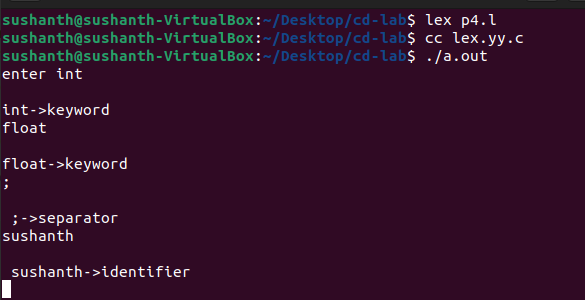 sushanth@sushanth-VirtualBox:~/Desktop/cd-lab$ lex p4.l
sushanth@sushanth-VirtualBox:~/Desktop/cd-lab$ cc lex.yy.c
sushanth@sushanth-VirtualBox:~/Desktop/cd-lab$ ./a.out
enter int
int->keyword
float
float->keyword
;
;->separator
sushanth
sushanth->identifier